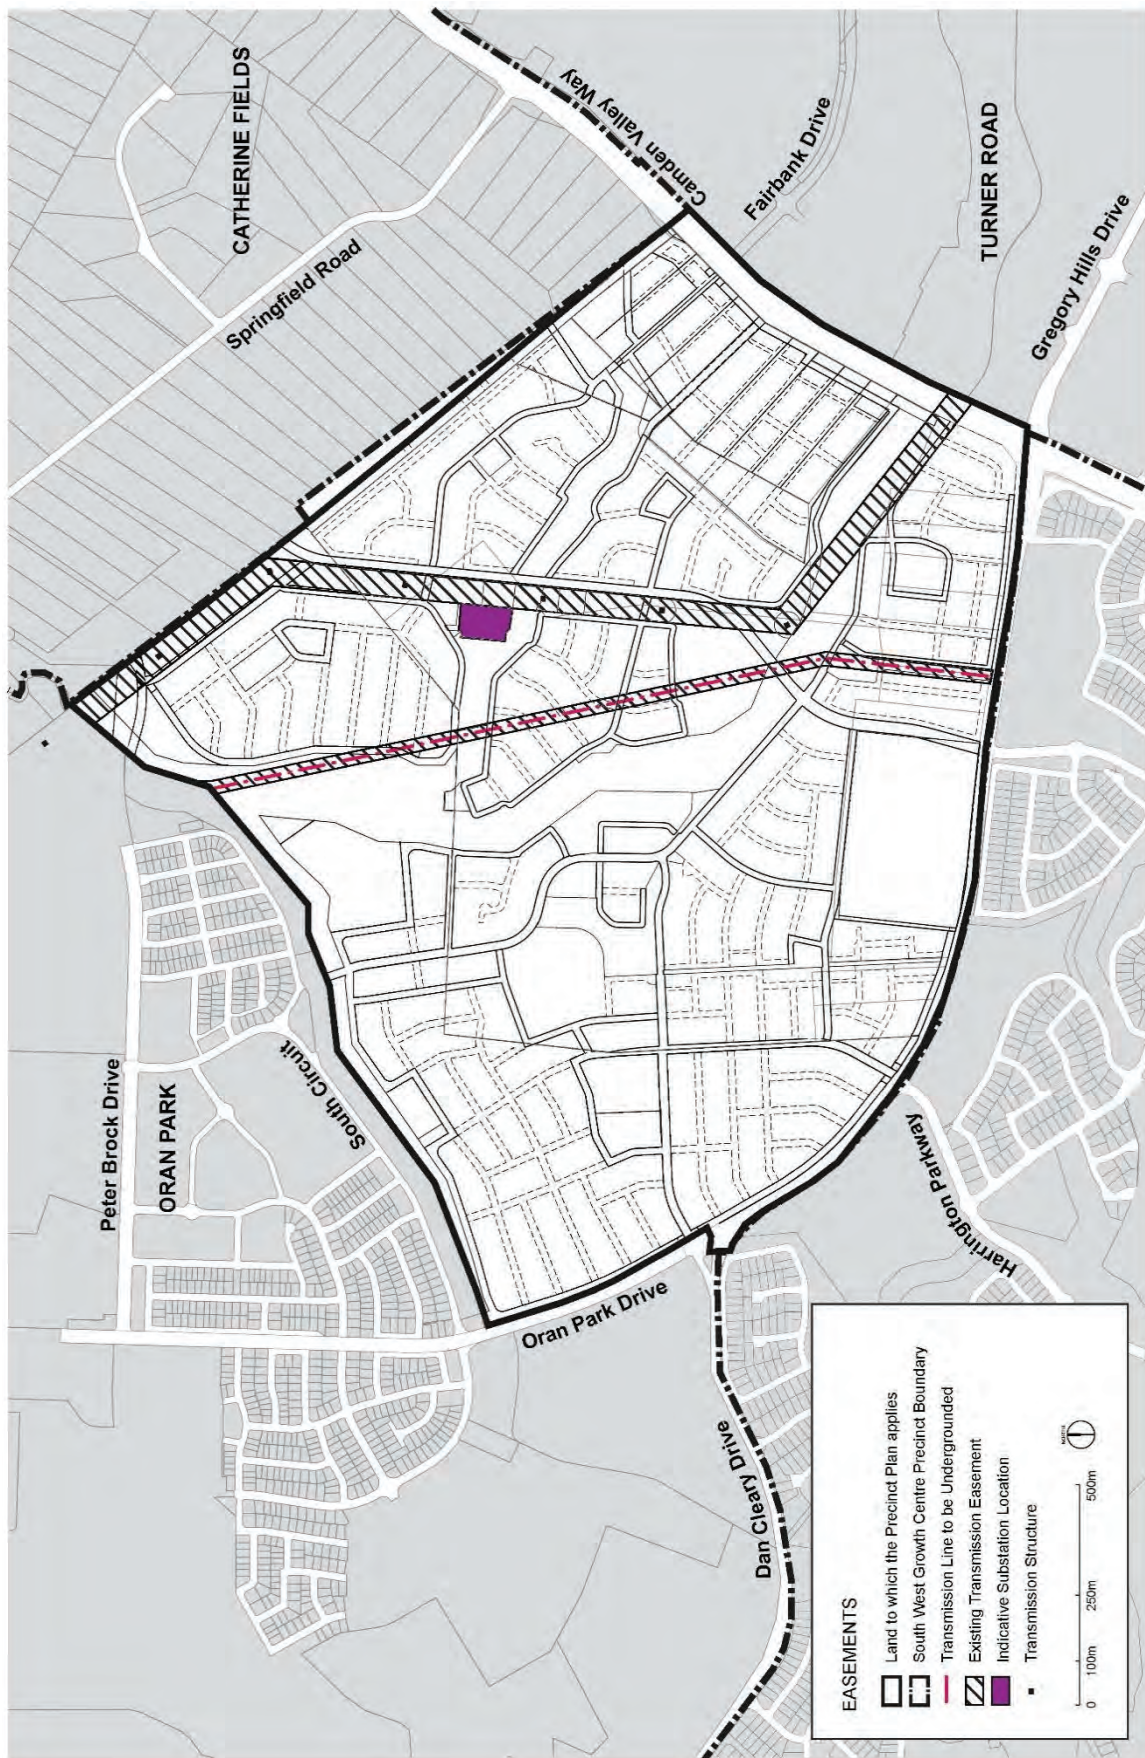 CATHERINE FIELDS
Camden Valley Way
Springfield Road
Fairbank Drive
TURNER ROAD
Gregory Hills Drive
Peter Brock Drive
ORAN PARK
South Circuit
Oran Park Drive
Harrington Parkway
Dan Cleary Drive
EASEMENTS
Land to which the Precinct Plan applies
South West Growth Centre Precinct Boundary
Transmission Line to be Undergrounded
Existing Transmission Easement
Indicative Substation Location
Transmission Structure
NORTH
0 100m 250m 500m